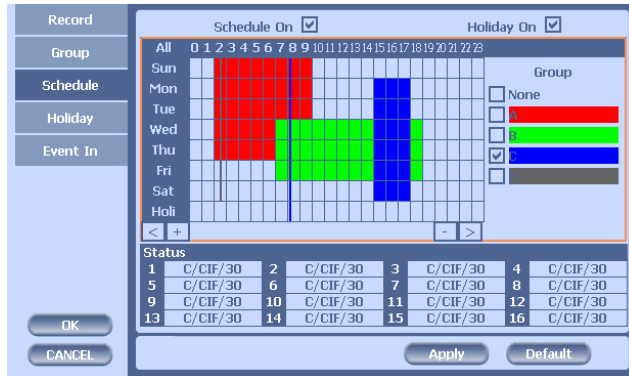 Record
Group
Schedule
Holiday
Event In
OK
CANCEL
Schedule On
Holiday On
All 0 1 2 3 4 5 6 7 8 9 10 11 12 13 14 15 16 17 18 19 20 21 22 23
Sun
Mon
Tue
Wed
Thu
Fri
Sat
Holi
< + - >
Group
None
A
B
C
Status
1 C/CIF/30 2 C/CIF/30 3 C/CIF/30 4 C/CIF/30
5 C/CIF/30 6 C/CIF/30 7 C/CIF/30 8 C/CIF/30
9 C/CIF/30 10 C/CIF/30 11 C/CIF/30 12 C/CIF/30
13 C/CIF/30 14 C/CIF/30 15 C/CIF/30 16 C/CIF/30
Apply Default